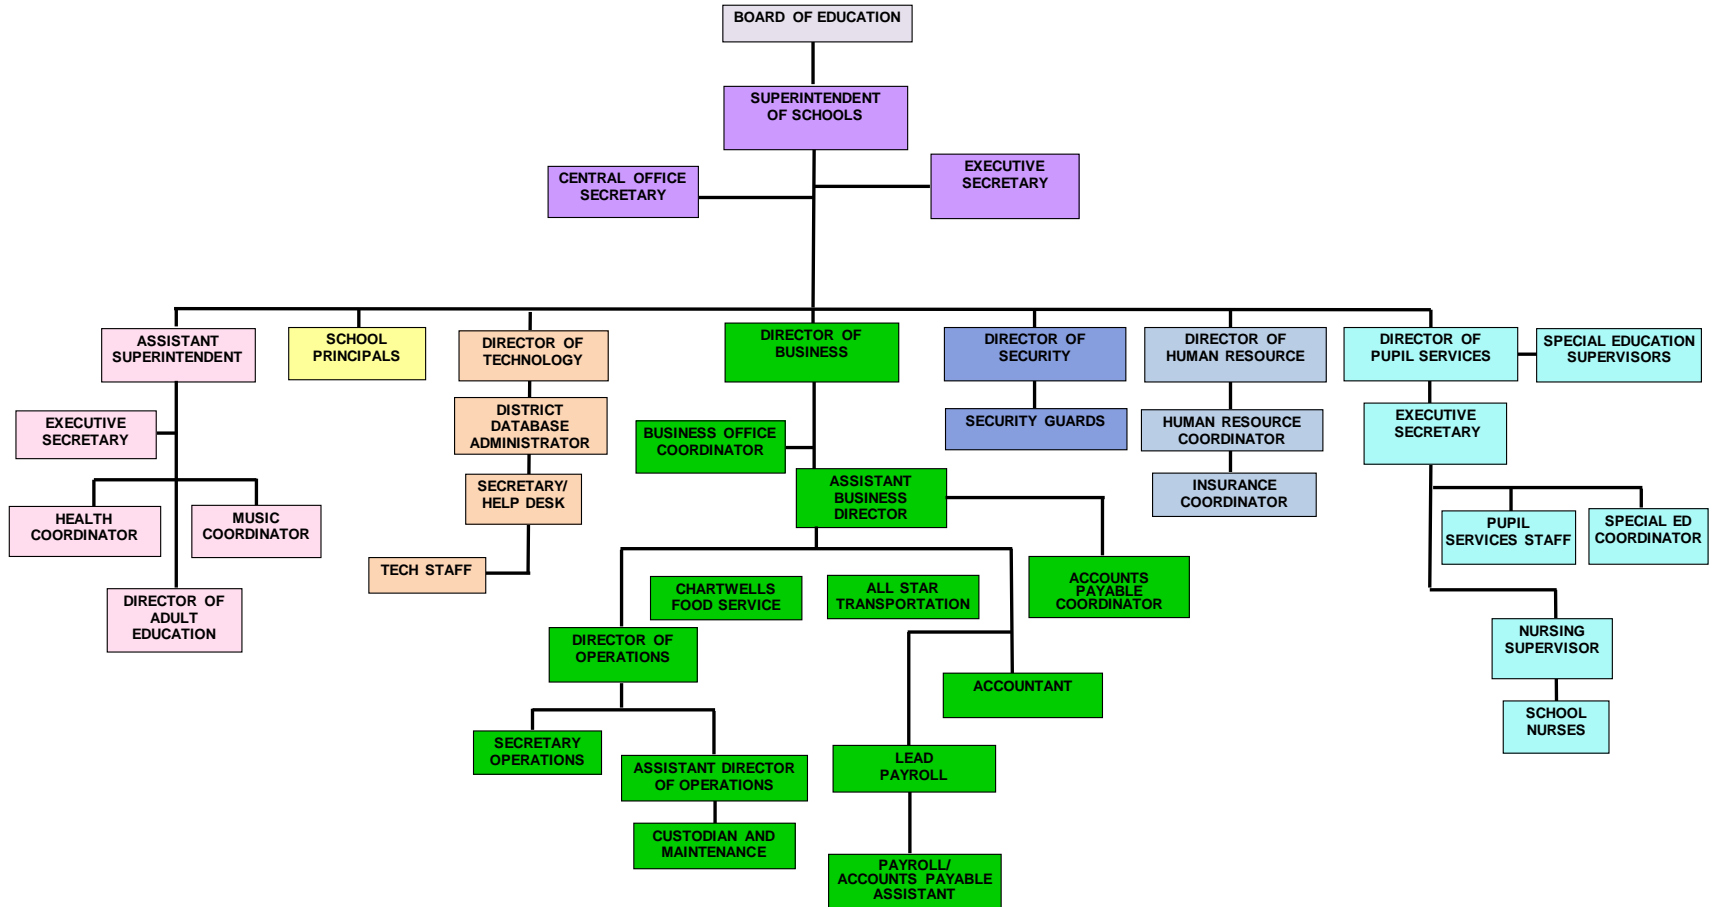 BOARD OF EDUCATION
SUPERINTENDENT
OF SCHOOLS
CENTRAL OFFICE
SECRETARY
EXECUTIVE
SECRETARY
ASSISTANT
SUPERINTENDENT
SCHOOL
PRINCIPALS
DIRECTOR OF
TECHNOLOGY
DIRECTOR OF
BUSINESS
DIRECTOR OF
SECURITY
DIRECTOR OF
HUMAN RESOURCE
DIRECTOR OF
PUPIL SERVICES
SPECIAL EDUCATION
SUPERVISORS
EXECUTIVE
SECRETARY
DISTRICT
DATABASE
ADMINISTRATOR
BUSINESS OFFICE
COORDINATOR
SECURITY GUARDS
HUMAN RESOURCE
COORDINATOR
EXECUTIVE
SECRETARY
SECRETARY/
HELP DESK
ASSISTANT
BUSINESS
DIRECTOR
INSURANCE
COORDINATOR
HEALTH
COORDINATOR
MUSIC
COORDINATOR
PUPIL
SERVICES STAFF
SPECIAL ED
COORDINATOR
TECH STAFF
CHARTWELLS
FOOD SERVICE
ALL STAR
TRANSPORTATION
ACCOUNTS
PAYABLE
COORDINATOR
DIRECTOR OF
ADULT
EDUCATION
DIRECTOR OF
OPERATIONS
NURSING
SUPERVISOR
ACCOUNTANT
SCHOOL
NURSES
SECRETARY
OPERATIONS
ASSISTANT DIRECTOR
OF OPERATIONS
LEAD
PAYROLL
CUSTODIAN AND
MAINTENANCE
PAYROLL/
ACCOUNTS PAYABLE
ASSISTANT